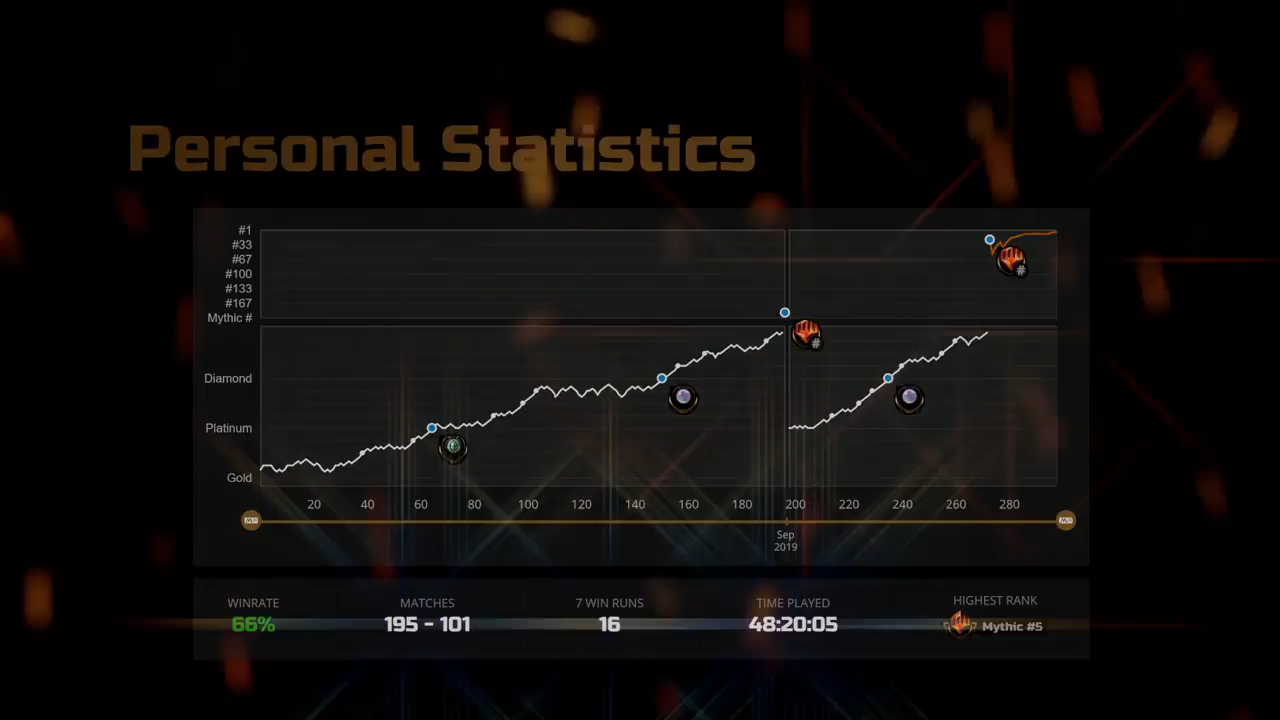 Personal Statistics
#1
#33
#67
#100
#133
#167
Mythic #
Diamond
Platinum
Gold
20 40 60 80 100 120 140 160 180 200 220 240 260 280
Sep
2019
WINRATE MATCHES 7 WIN RUNS TIME PLAYED HIGHEST RANK
66% 195 - 101 16 48:20:05 Mythic #5